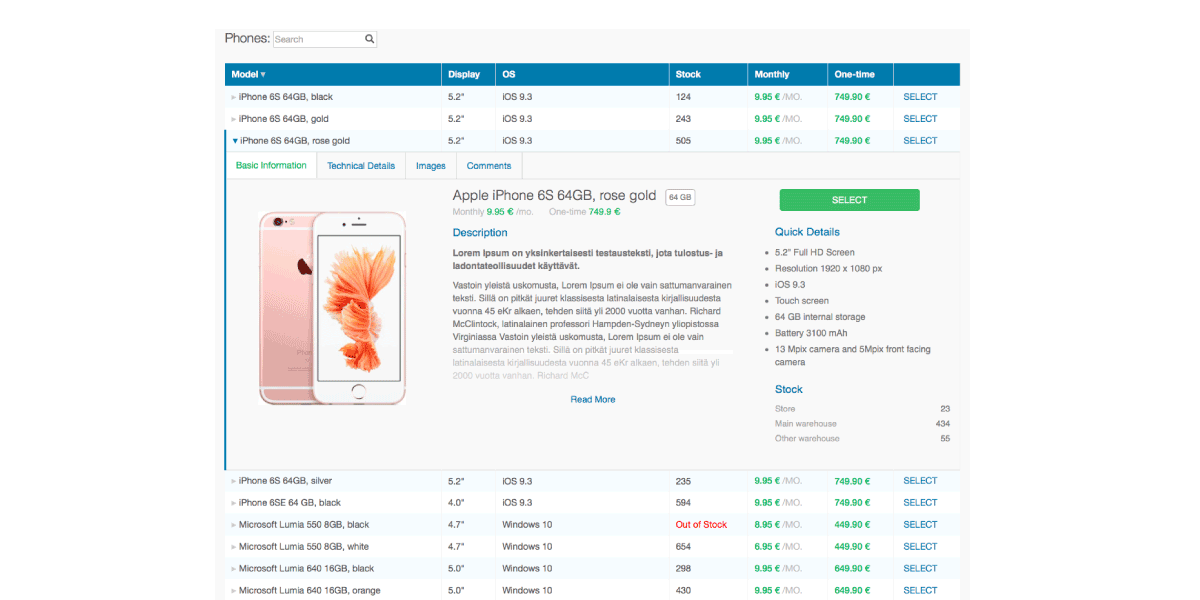 Phones: Search
Model Display OS Stock Monthly One-time
iPhone 6S 64GB, black 5.2" iOS 9.3 124 9.95 € /MO. 749.90 € SELECT
iPhone 6S 64GB, gold 5.2" iOS 9.3 243 9.95 € /MO. 749.90 € SELECT
iPhone 6S 64GB, rose gold 5.2" iOS 9.3 505 9.95 € /MO. 749.90 € SELECT
Basic Information Technical Details Images Comments
Apple iPhone 6S 64GB, rose gold 64 GB
Monthly 9.95 € /mo. One-time 749.9 €
Description
Lorem Ipsum on yksinkertaisesti testausteksti, jota tulostus- ja
ladontateollisuudet käyttävät.
Vastoin yleistä uskomusta, Lorem Ipsum ei ole vain sattumanvarainen
teksti. Sillä on pitkät juuret klassisesta latinalaisesta kirjallisuudesta
vuonna 45 eKr alkaen, tehden siitä yli 2000 vuotta vanhan. Richard
McClintock, latinalainen professori Hampden-Sydneyn yliopistossa
Virginiassa Vastoin yleistä uskomusta, Lorem Ipsum ei ole vain
sattumanvarainen teksti. Sillä on pitkät juuret klassisesta
latinalaisesta kirjallisuudesta vuonna 45 eKr alkaen, tehden siitä yli
2000 vuotta vanhan. Richard McC
Read More
SELECT
Quick Details
5.2" Full HD Screen
Resolution 1920 x 1080 px
iOS 9.3
Touch screen
64 GB internal storage
Battery 3100 mAh
13 Mpix camera and 5Mpix front facing
camera
Stock
Store 23
Main warehouse 434
Other warehouse 55
iPhone 6S 64GB, silver 5.2" iOS 9.3 235 9.95 € /MO. 749.90 € SELECT
iPhone 6SE 64 GB, black 4.0" iOS 9.3 594 9.95 € /MO. 749.90 € SELECT
Microsoft Lumia 550 8GB, black 4.7" Windows 10 Out of Stock 8.95 € /MO. 449.90 € SELECT
Microsoft Lumia 550 8GB, white 4.7" Windows 10 654 6.95 € /MO. 449.90 € SELECT
Microsoft Lumia 640 16GB, black 5.0" Windows 10 298 9.95 € /MO. 649.90 € SELECT
Microsoft Lumia 640 16GB, orange 5.0" Windows 10 430 9.95 € /MO. 649.90 € SELECT